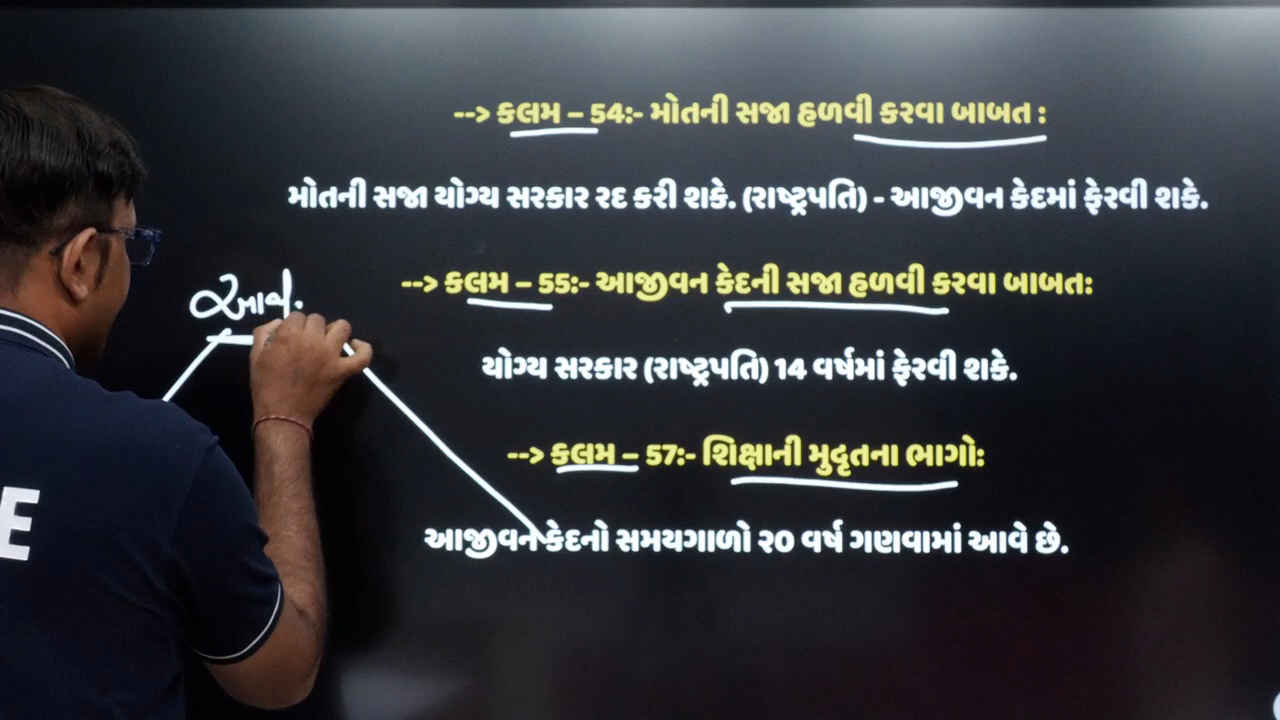 --> કલમ – 54:- મોતની સજા હળવી કરવા બાબત :
મોતની સજા યોગ્ય સરકાર રદ કરી શકે. (રાષ્ટ્રપતિ) - આજીવન કેદમાં ફેરવી શકે.
--> કલમ – 55:- આજીવન કેદની સજા હળવી કરવા બાબત:
યોગ્ય સરકાર (રાષ્ટ્રપતિ) 14 વર્ષમાં ફેરવી શકે.
--> કલમ – 57:- શિક્ષાની મુદ્દતના ભાગો:
આજીવન કેદનો સમયગાળો ૨૦ વર્ષ ગણવામાં આવે છે.
E